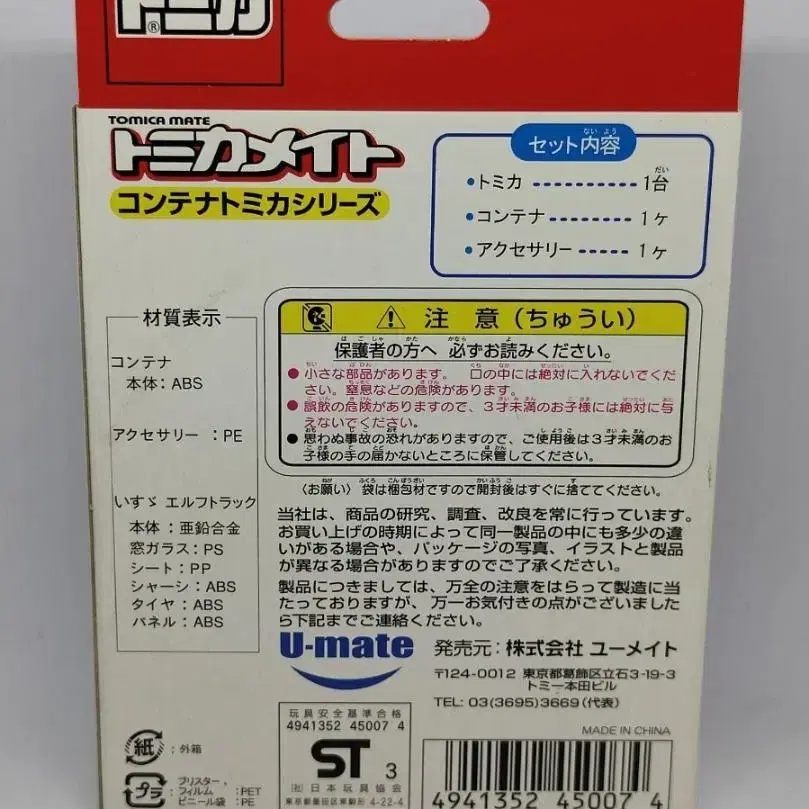 トミカ®
TOMICA MATE
トミカメイト
コンテナトミカシリーズ
セット内容
ない よう
・トミカ ---------- 1台
だい
・コンテナ -------- 1ヶ
・アクセサリー ----- 1ヶ
材質表示
コンテナ
本体：ABS
アクセサリー：PE
いすゞ エルフトラック
本体：亜鉛合金
窓ガラス：PS
シート：PP
シャーシ：ABS
タイヤ：ABS
パネル：ABS
注 意（ちゅうい）
保護者の方へ 必ずお読みください。
●小さな部品があります。 口の中には絶対に入れないでくだ
さい。窒息などの危険があります。
●誤飲の危険がありますので、3才未満のお子様には絶対に与
えないでください。
●思わぬ事故の恐れがありますので、ご使用後は3才未満のお
子様の手の届かないところに保管してください。
〈お願い〉 袋は梱包材ですので開封後はすぐに捨ててください。
当社は、商品の研究、調査、改良を常に行っています。
お買い上げの時期によって同一製品の中にも多少の違
いがある場合や、パッケージの写真、イラストと製品
が異なる場合がありますのでご了承ください。
製品につきましては、万全の注意をはらって製造に当
たっておりますが、万一お気付きの点がございました
ら下記までご連絡ください。
U-mate 発売元：株式会社 ユーメイト
〒124-0012 東京都葛飾区立石3-19-3
トミー本田ビル
TEL: 03(3695)3669（代表）
MADE IN CHINA
玩具安全基準合格
4941352 45007 4
ST 3
(社)日本玩具協会
東京都墨田区東駒形4-22-4
4941352 45007 4
紙：外箱
プラ：ブリスター，
フィルム：PET
ビニール袋：PE